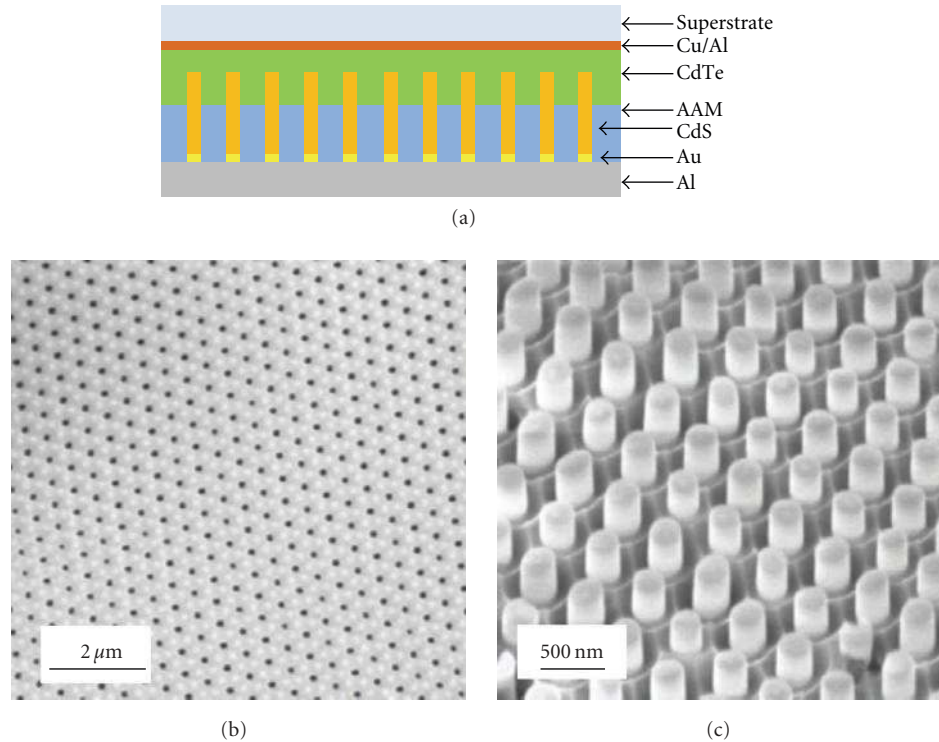 Superstrate
Cu/Al
CdTe
AAM
CdS
Au
Al
(a)
2 μm
500 nm
(b)
(c)